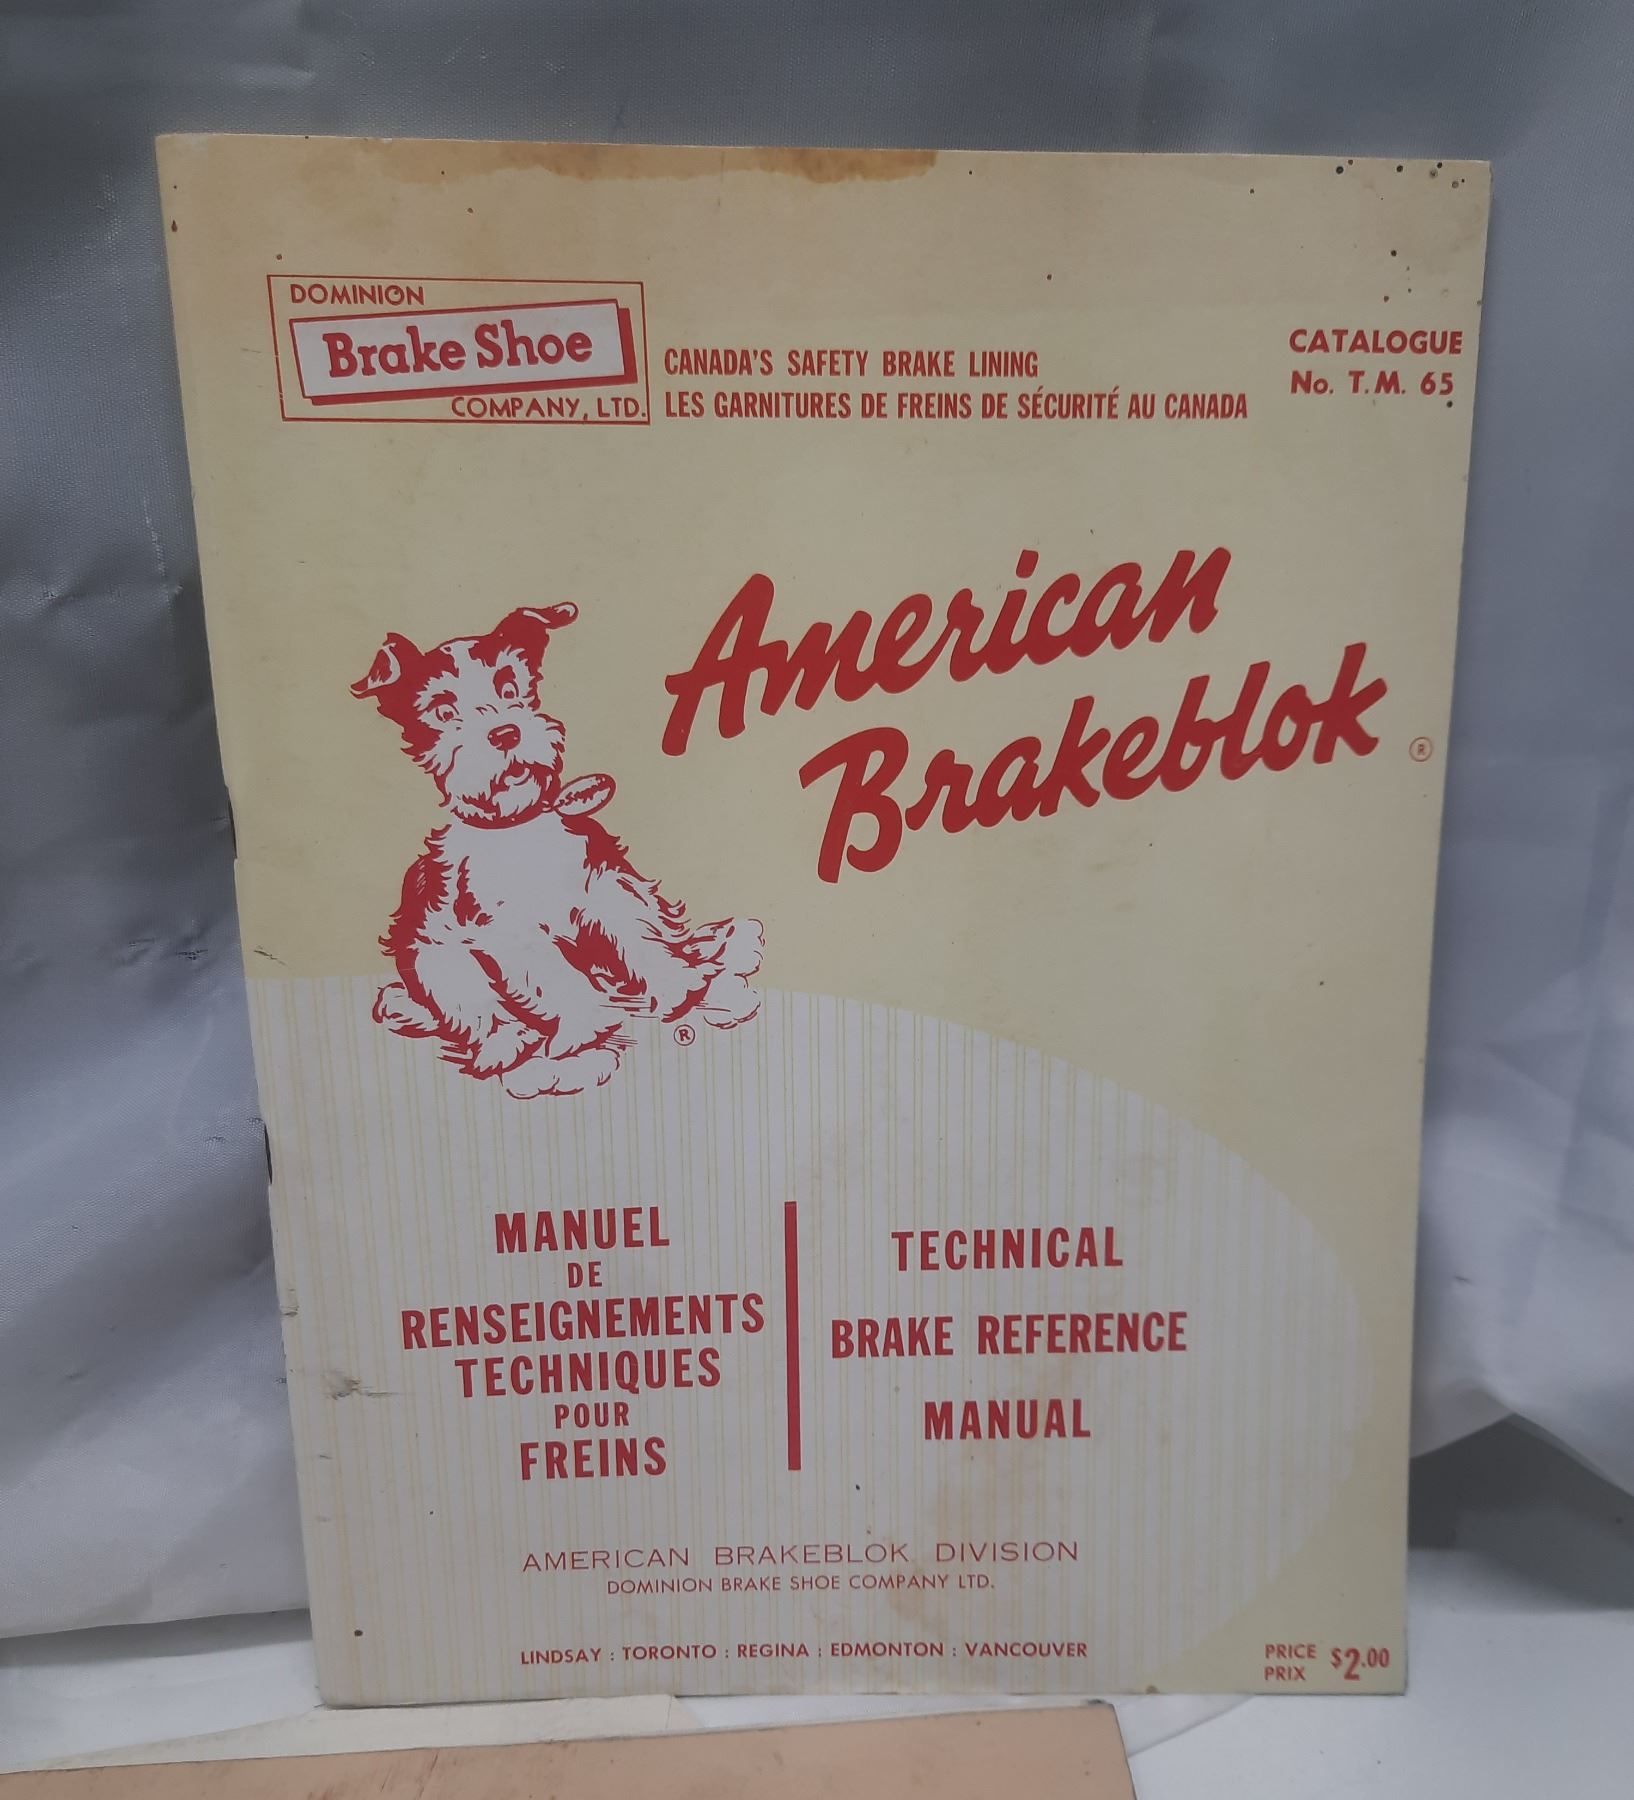 DOMINION
Brake Shoe
COMPANY, LTD.
CANADA'S SAFETY BRAKE LINING
LES GARNITURES DE FREINS DE SÉCURITÉ AU CANADA
CATALOGUE
No. T.M. 65
American
Brakeblok ®
®
MANUEL
DE
RENSEIGNEMENTS
TECHNIQUES
POUR
FREINS
TECHNICAL
BRAKE REFERENCE
MANUAL
AMERICAN BRAKEBLOK DIVISION
DOMINION BRAKE SHOE COMPANY LTD.
LINDSAY : TORONTO : REGINA : EDMONTON : VANCOUVER
PRICE
PRIX
$2.00